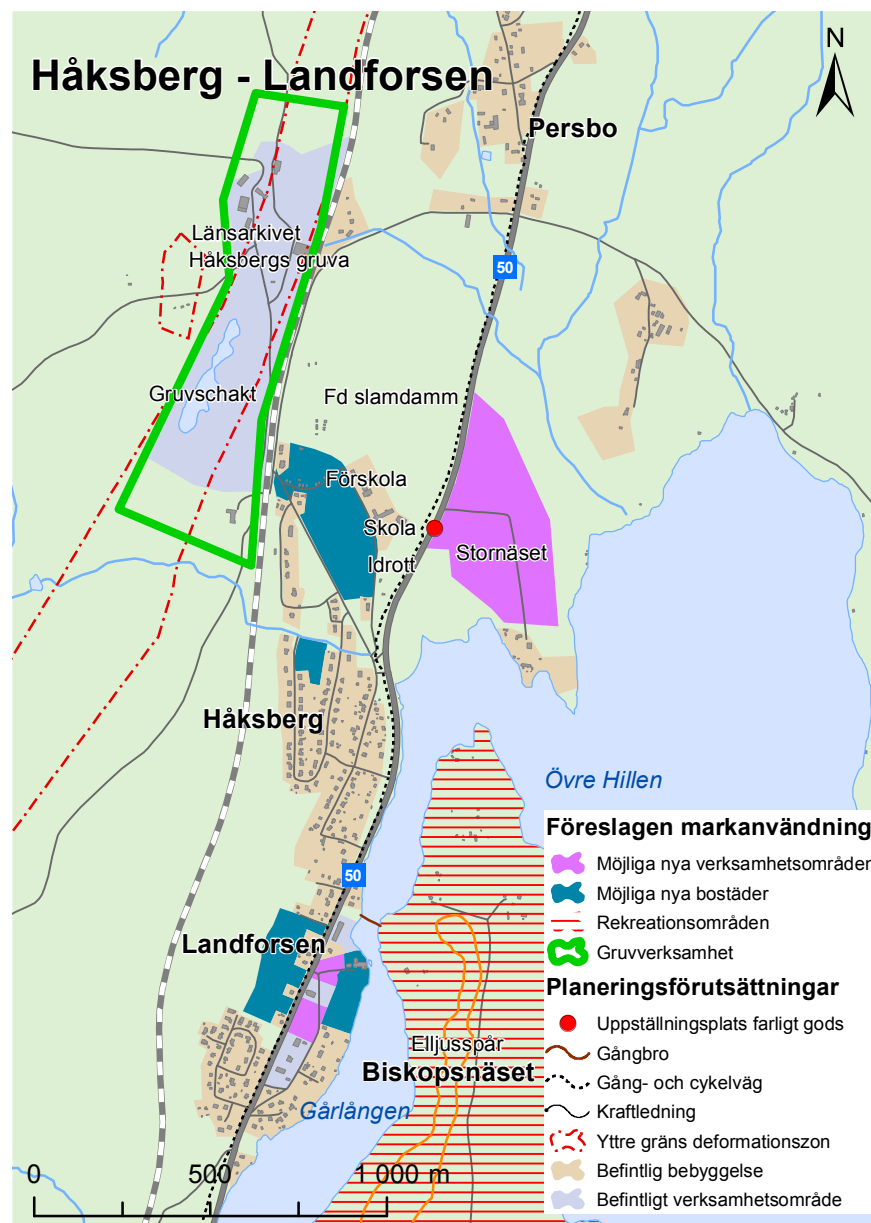 Håksberg - Landforsen
N
Persbo
Länsarkivet
Håksbergs gruva
50
Gruvschakt
Fd slamdamm
Förskola
Skola
Stornäset
Idrott
Håksberg
Övre Hillen
50
Landforsen
Elljusspår
Biskopsnäset
Gårlången
0 500 1 000 m
Föreslagen markanvändning
Möjliga nya verksamhetsområder
Möjliga nya bostäder
Rekreationsområden
Gruvverksamhet
Planeringsförutsättningar
Uppställningsplats farligt gods
Gångbro
Gång- och cykelväg
Kraftledning
Yttre gräns deformationszon
Befintlig bebyggelse
Befintligt verksamhetsområde